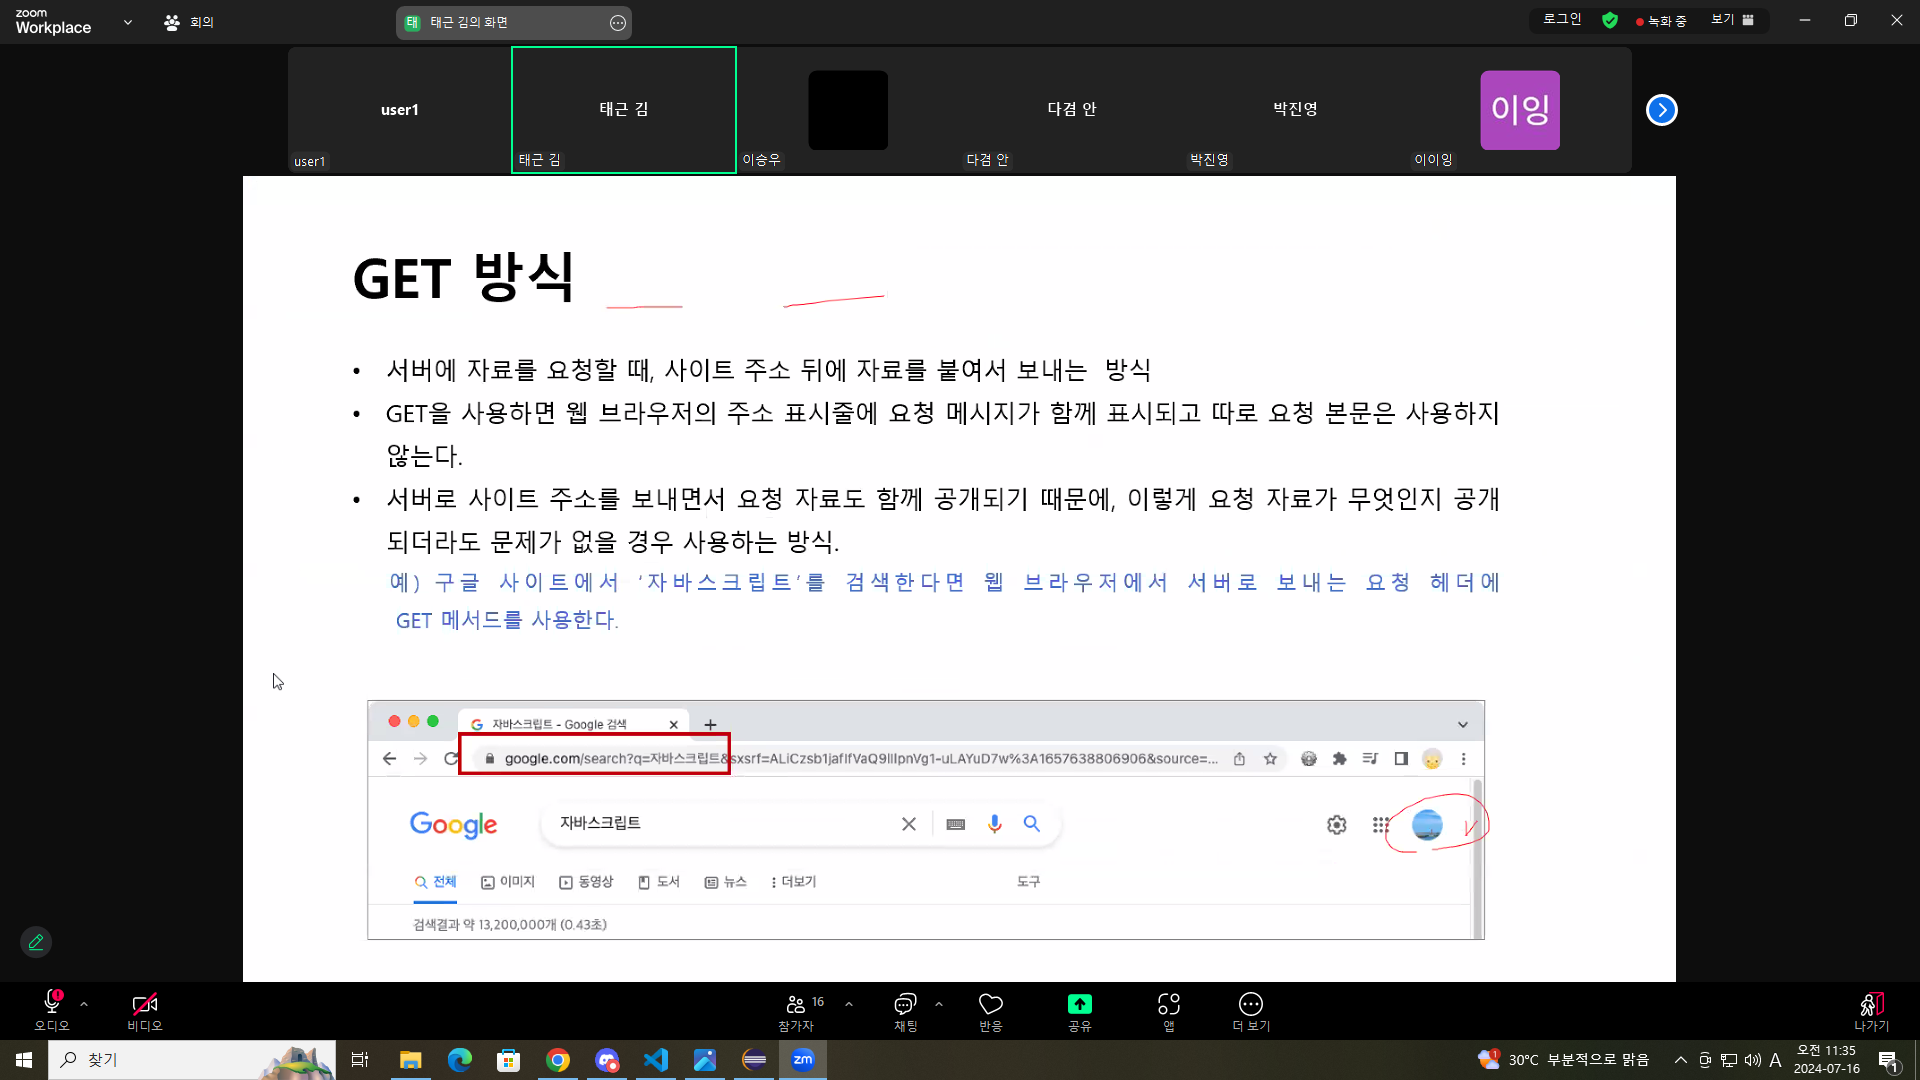 zoom
Workplace
회의
태 태근 김의 화면
로그인
녹화 중
보기
user1
user1
태근 김
태근 김
이승우
다겸 안
다겸 안
박진영
박진영
이잉
이이잉
GET 방식
• 서버에 자료를 요청할 때, 사이트 주소 뒤에 자료를 붙여서 보내는 방식
• GET을 사용하면 웹 브라우저의 주소 표시줄에 요청 메시지가 함께 표시되고 따로 요청 본문은 사용하지
않는다.
• 서버로 사이트 주소를 보내면서 요청 자료도 함께 공개되기 때문에, 이렇게 요청 자료가 무엇인지 공개
되더라도 문제가 없을 경우 사용하는 방식.
예) 구글 사이트에서 ‘자바스크립트’를 검색한다면 웹 브라우저에서 서버로 보내는 요청 헤더에
GET 메서드를 사용한다.
자바스크립트 - Google 검색
google.com/search?q=자바스크립트&sxsrf=
Google
자바스크립트
전체 이미지 동영상 도서 뉴스 더보기 도구
검색결과 약 13,200,000개 (0.43초)
오디오
비디오
16
참가자
채팅
반응
공유
앱
더 보기
나가기
찾기
zm
1
30°C 부분적으로 맑음
A
오전 11:35
2024-07-16
1